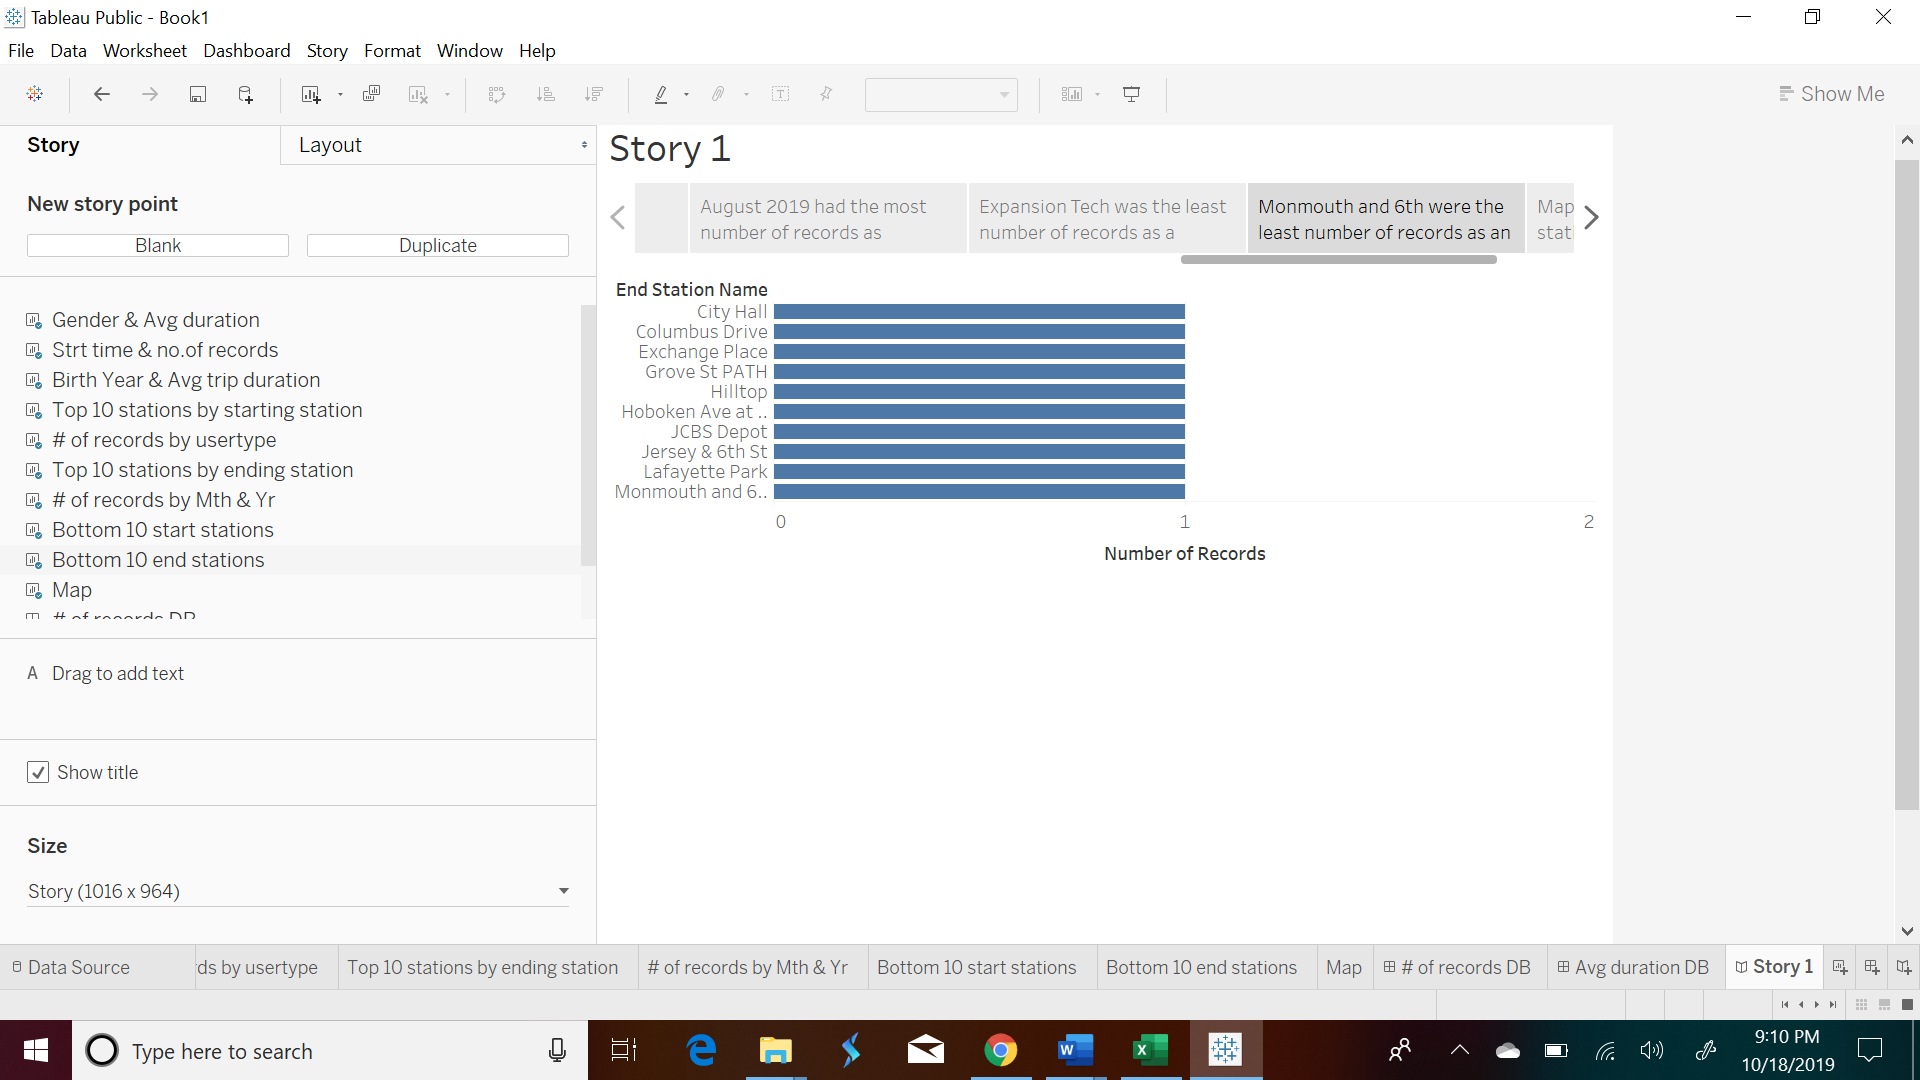 Tableau Public - Book1
File Data Worksheet Dashboard Story Format Window Help
Show Me
Story
Layout
New story point
Blank
Duplicate
Gender & Avg duration
Strt time & no.of records
Birth Year & Avg trip duration
Top 10 stations by starting station
# of records by usertype
Top 10 stations by ending station
# of records by Mth & Yr
Bottom 10 start stations
Bottom 10 end stations
Map
# of records DB
A Drag to add text
Show title
Size
Story (1016 x 964)
Story 1
August 2019 had the most
number of records as
Expansion Tech was the least
number of records as a
Monmouth and 6th were the
least number of records as an
Map
stat
End Station Name
City Hall
Columbus Drive
Exchange Place
Grove St PATH
Hilltop
Hoboken Ave at ..
JCBS Depot
Jersey & 6th St
Lafayette Park
Monmouth and 6..
0 1 2
Number of Records
Data Source
rds by usertype
Top 10 stations by ending station
# of records by Mth & Yr
Bottom 10 start stations
Bottom 10 end stations
Map
# of records DB
Avg duration DB
Story 1
Type here to search
9:10 PM
10/18/2019